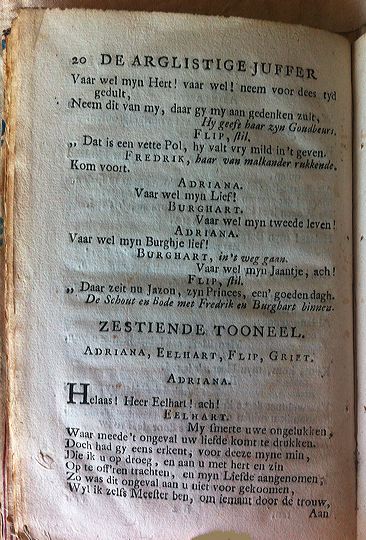 20 DE ARGLISTIGE JUFFER
Vaar wel myn Hert! vaar wel! neem voor dees tyd
gedult,
Neem dit van my, daar gy my aan gedenken zult,
Hy geeft haar zyn Goudbeurs.
FLIP, stil.
„ Dat is een vette Pol, hy valt vry mild in't geven.
FREDRIK, haar van malkander rukkende.
Kom voort.
ADRIANA.
Vaar wel myn Lief!
BURGHART.
Vaar wel myn tweede leven!
ADRIANA.
Vaar wel myn Burghje lief!
BURGHART, in't weg gaan.
Vaar wel myn Jaantje, ach!
FLIP, stil.
„ Daar zeit nu Jazon, zyn Princes, een' goeden dagh.
De Schout en Bode met Fredrik en Burghart binnen.
ZESTIENDE TOONEEL.
ADRIANA, EELHART, FLIP, GRIET.
ADRIANA.
Helaas! Heer Eelhart! ach!
EELHART.
My smerte uwe ongelukken,
Waar meede't ongeval uw liefde komt te drukken.
Doch had gy eens erkent, voor deeze myne min,
Die ik u op droeg, en aan u met hert en zin
Op te off'ren trachten, en myn Liefde aangenomen;
Zo was dit ongeval aan u niet voor gekoomen,
Wyl ik zelfs Meester ben, om iemant door de trouw,
Aan